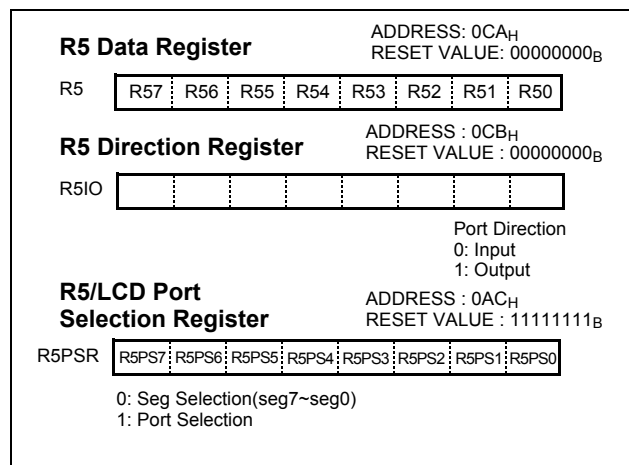 R5 Data Register
ADDRESS: 0CAH
RESET VALUE: 00000000B
R5 R57 R56 R55 R54 R53 R52 R51 R50
R5 Direction Register
ADDRESS : 0CBH
RESET VALUE : 00000000B
R5IO
Port Direction
0: Input
1: Output
R5/LCD Port
Selection Register
ADDRESS : 0ACH
RESET VALUE : 11111111B
R5PSR R5PS7 R5PS6 R5PS5 R5PS4 R5PS3 R5PS2 R5PS1 R5PS0
0: Seg Selection(seg7~seg0)
1: Port Selection